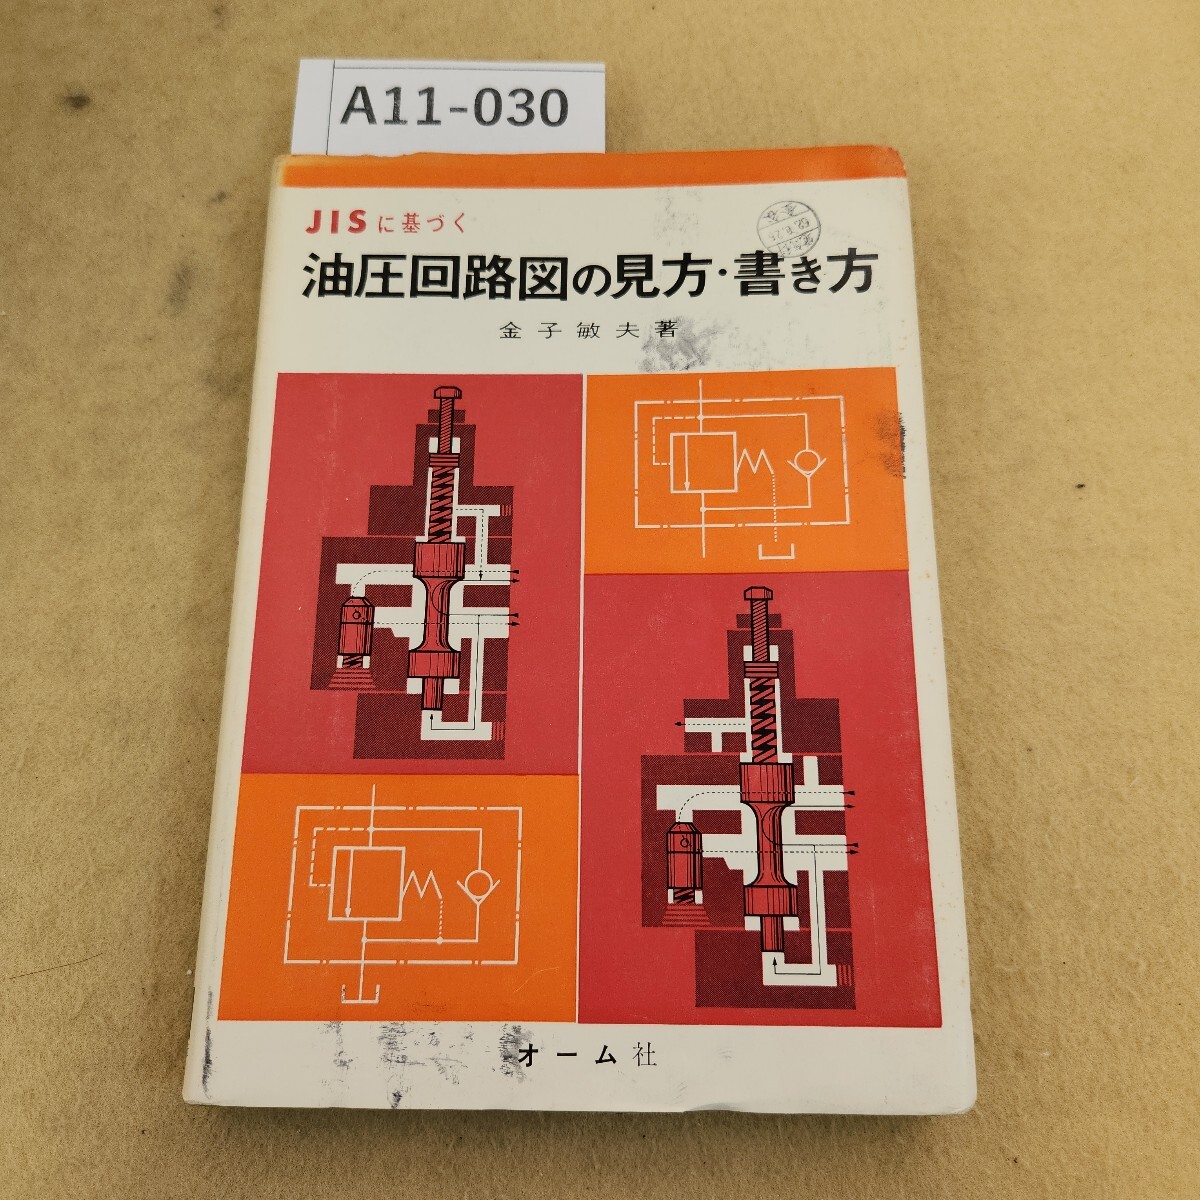 A11-030
JISに基づく
油圧回路図の見方・書き方
金子敏夫著
オーム社